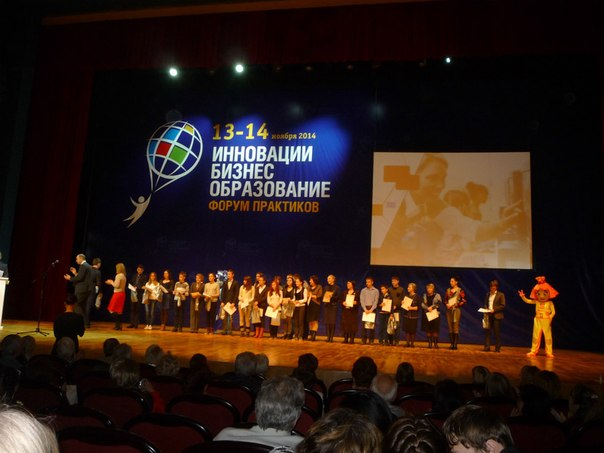 13-14 ноября 2014
ИННОВАЦИИ
БИЗНЕС
ОБРАЗОВАНИЕ
ФОРУМ ПРАКТИКОВ